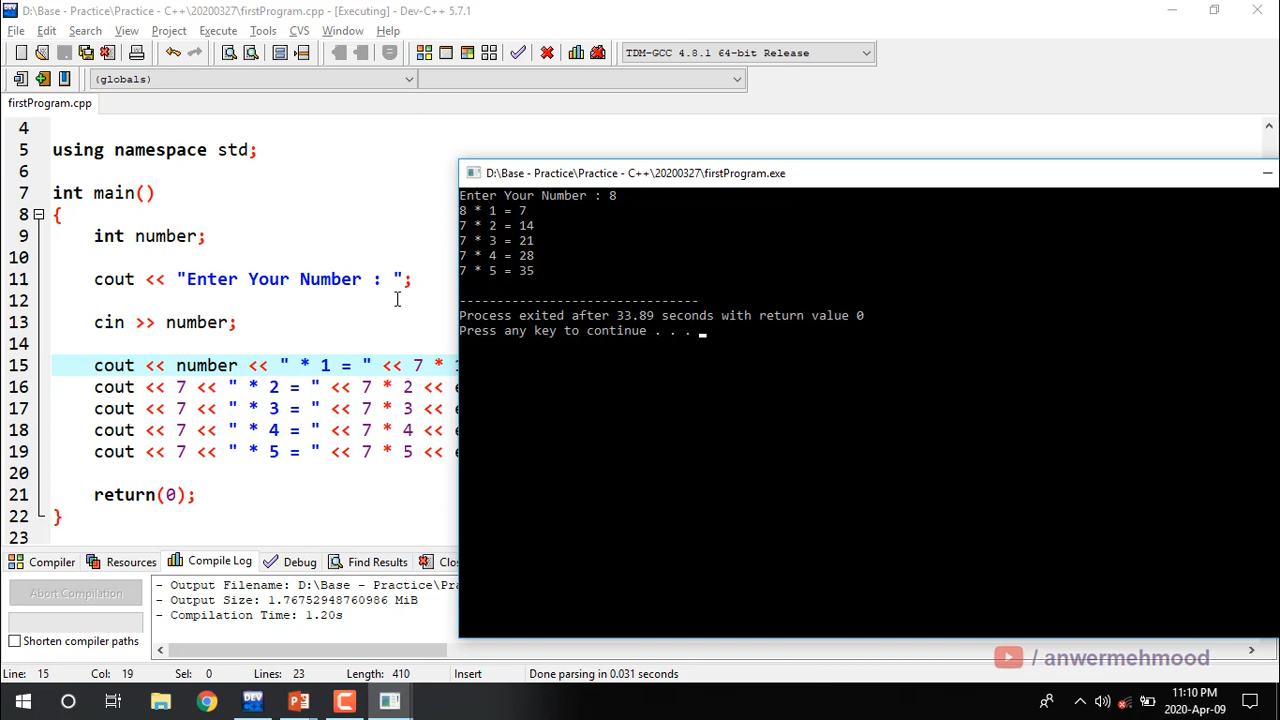 D:\Base - Practice\Practice - C++\20200327\firstProgram.cpp - [Executing] - Dev-C++ 5.7.1
File Edit Search View Project Execute Tools CVS Window Help
TDM-GCC 4.8.1 64-bit Release
(globals)
firstProgram.cpp
4
5 using namespace std;
6
7 int main()
8 {
9 int number;
10
11 cout << "Enter Your Number : ";
12
13 cin >> number;
14
15 cout << number << " * 1 = " << 7 *
16 cout << 7 << " * 2 = " << 7 * 2 <<
17 cout << 7 << " * 3 = " << 7 * 3 <<
18 cout << 7 << " * 4 = " << 7 * 4 <<
19 cout << 7 << " * 5 = " << 7 * 5 <<
20
21 return(0);
22 }
23
D:\Base - Practice\Practice - C++\20200327\firstProgram.exe
Enter Your Number : 8
8 * 1 = 7
7 * 2 = 14
7 * 3 = 21
7 * 4 = 28
7 * 5 = 35
--------------------------------
Process exited after 33.89 seconds with return value 0
Press any key to continue . . . _
Compiler Resources Compile Log Debug Find Results Clo
Abort Compilation
Shorten compiler paths
- Output Filename: D:\Base - Practice\Pra
- Output Size: 1.76752948760986 MiB
- Compilation Time: 1.20s
/ anwermehmood
Line: 15 Col: 19 Sel: 0 Lines: 23 Length: 410 Insert Done parsing in 0.031 seconds
DEV
11:10 PM
2020-Apr-09